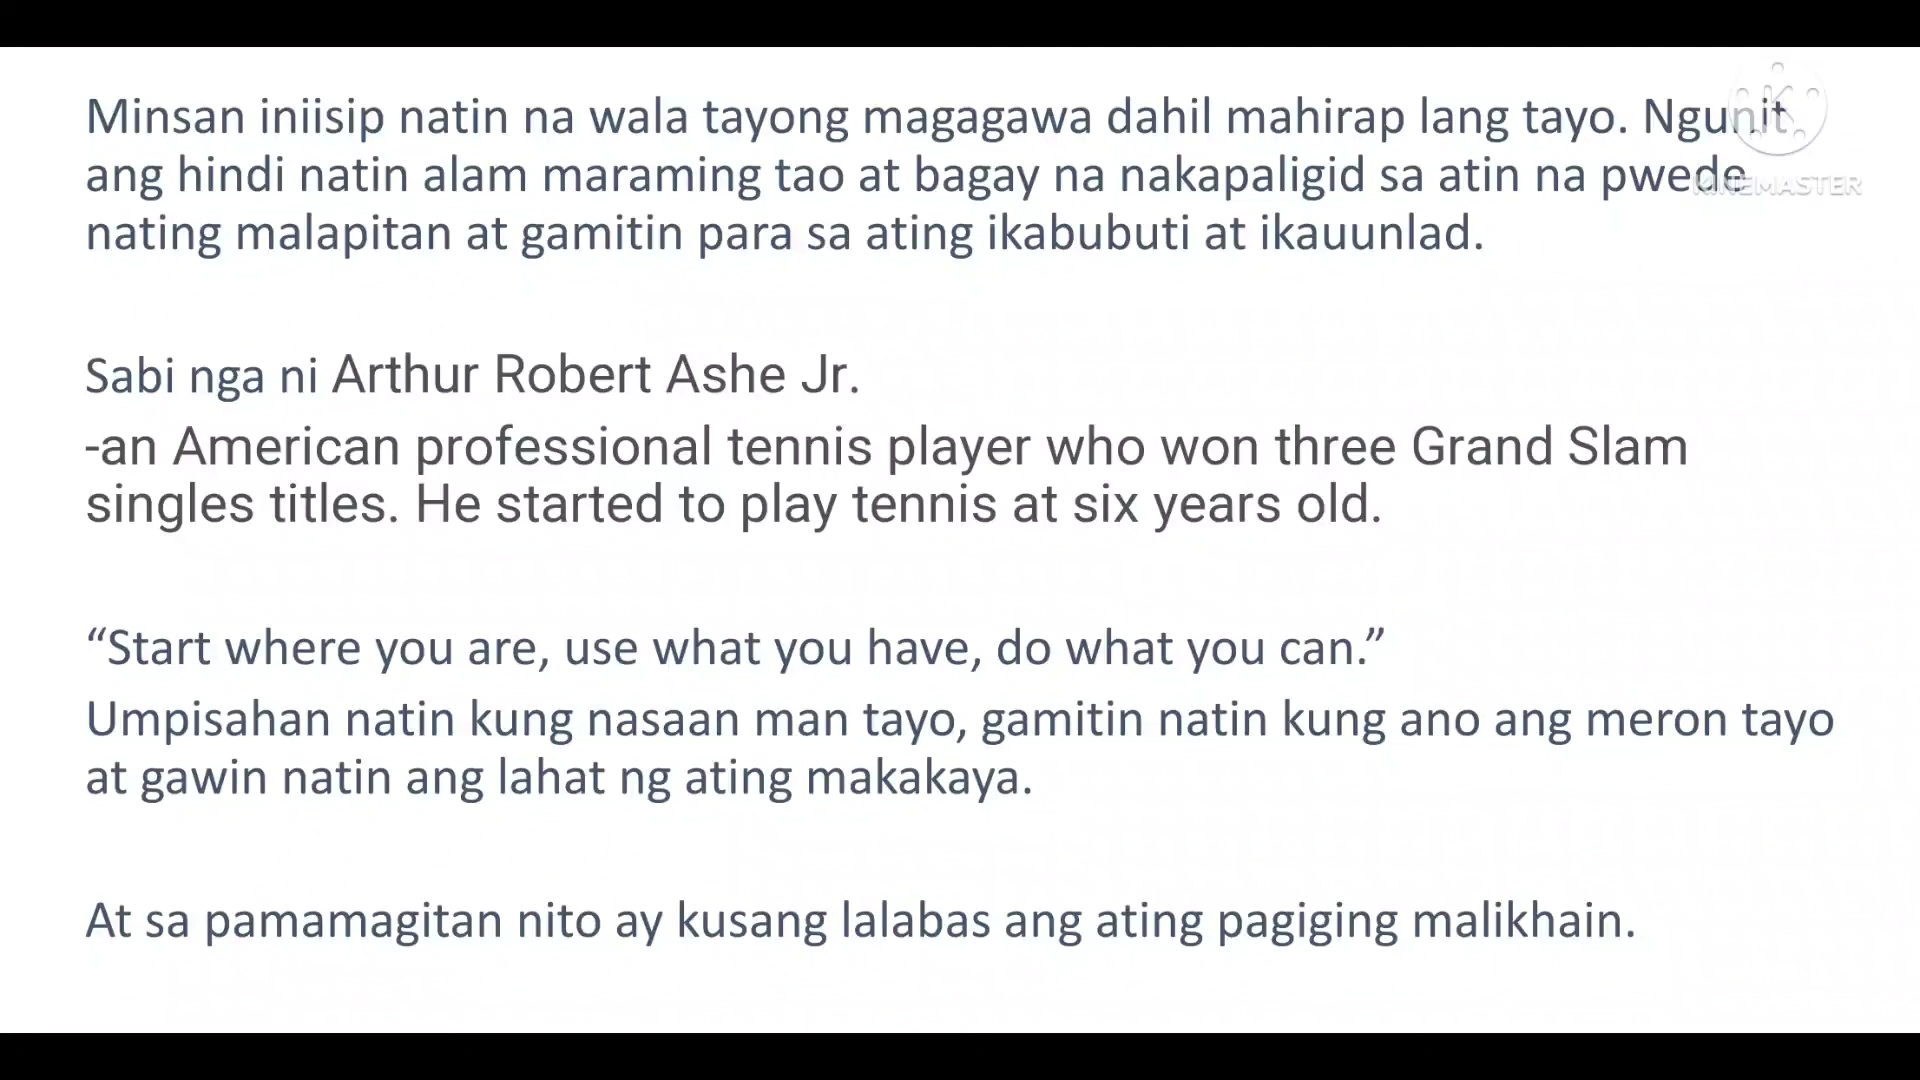 Minsan iniisip natin na wala tayong magagawa dahil mahirap lang tayo. Ngunit
ang hindi natin alam maraming tao at bagay na nakapaligid sa atin na pwede
nating malapitan at gamitin para sa ating ikabubuti at ikauunlad.
Sabi nga ni Arthur Robert Ashe Jr.
-an American professional tennis player who won three Grand Slam
singles titles. He started to play tennis at six years old.
“Start where you are, use what you have, do what you can.”
Umpisahan natin kung nasaan man tayo, gamitin natin kung ano ang meron tayo
at gawin natin ang lahat ng ating makakaya.
At sa pamamagitan nito ay kusang lalabas ang ating pagiging malikhain.
K
KINEMASTER